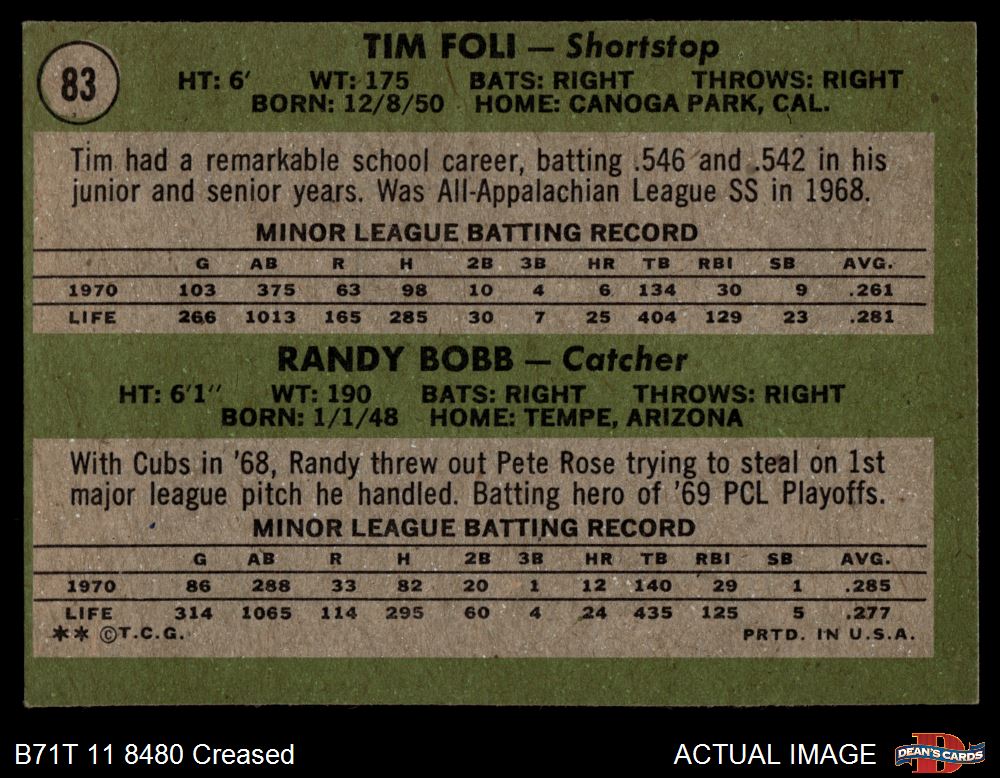 83
TIM FOLI — Shortstop
HT: 6' WT: 175 BATS: RIGHT THROWS: RIGHT
BORN: 12/8/50 HOME: CANOGA PARK, CAL.
Tim had a remarkable school career, batting .546 and .542 in his
junior and senior years. Was All-Appalachian League SS in 1968.
MINOR LEAGUE BATTING RECORD
G AB R H 2B 3B HR TB RBI SB AVG.
1970 103 375 63 98 10 4 6 134 30 9 .261
LIFE 266 1013 165 285 30 7 25 404 129 23 .281
RANDY BOBB — Catcher
HT: 6'1" WT: 190 BATS: RIGHT THROWS: RIGHT
BORN: 1/1/48 HOME: TEMPE, ARIZONA
With Cubs in '68, Randy threw out Pete Rose trying to steal on 1st
major league pitch he handled. Batting hero of '69 PCL Playoffs.
MINOR LEAGUE BATTING RECORD
G AB R H 2B 3B HR TB RBI SB AVG.
1970 86 288 33 82 20 1 12 140 29 1 .285
LIFE 314 1065 114 295 60 4 24 435 125 5 .277
** ©T.C.G. PRTD. IN U.S.A.
B71T 11 8480 Creased ACTUAL IMAGE DEAN'S CARDS